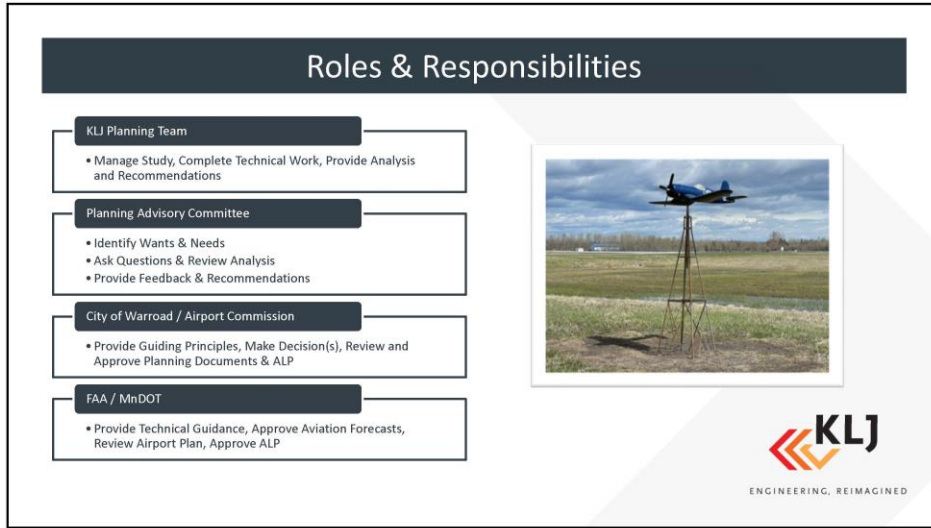 Roles & Responsibilities
KLJ Planning Team
• Manage Study, Complete Technical Work, Provide Analysis
and Recommendations
Planning Advisory Committee
• Identify Wants & Needs
• Ask Questions & Review Analysis
• Provide Feedback & Recommendations
City of Warroad / Airport Commission
• Provide Guiding Principles, Make Decision(s), Review and
Approve Planning Documents & ALP
FAA / MnDOT
• Provide Technical Guidance, Approve Aviation Forecasts,
Review Airport Plan, Approve ALP
KLJ
ENGINEERING, REIMAGINED